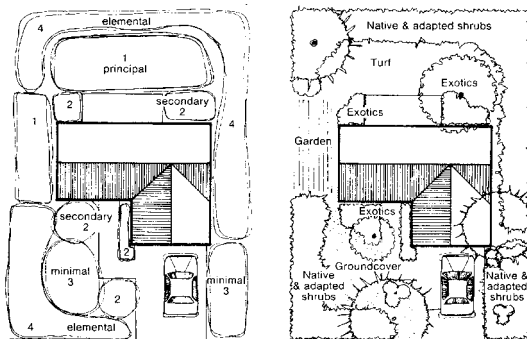 4
elemental
1
principal
2
secondary
2
1
4
secondary
2
2
minimal
3
2
minimal
3
4
elemental
Native & adapted shrubs
Turf
Exotics
Exotics
Garden
Exotics
Groundcover
Native &
adapted
shrubs
Native &
adapted
shrubs